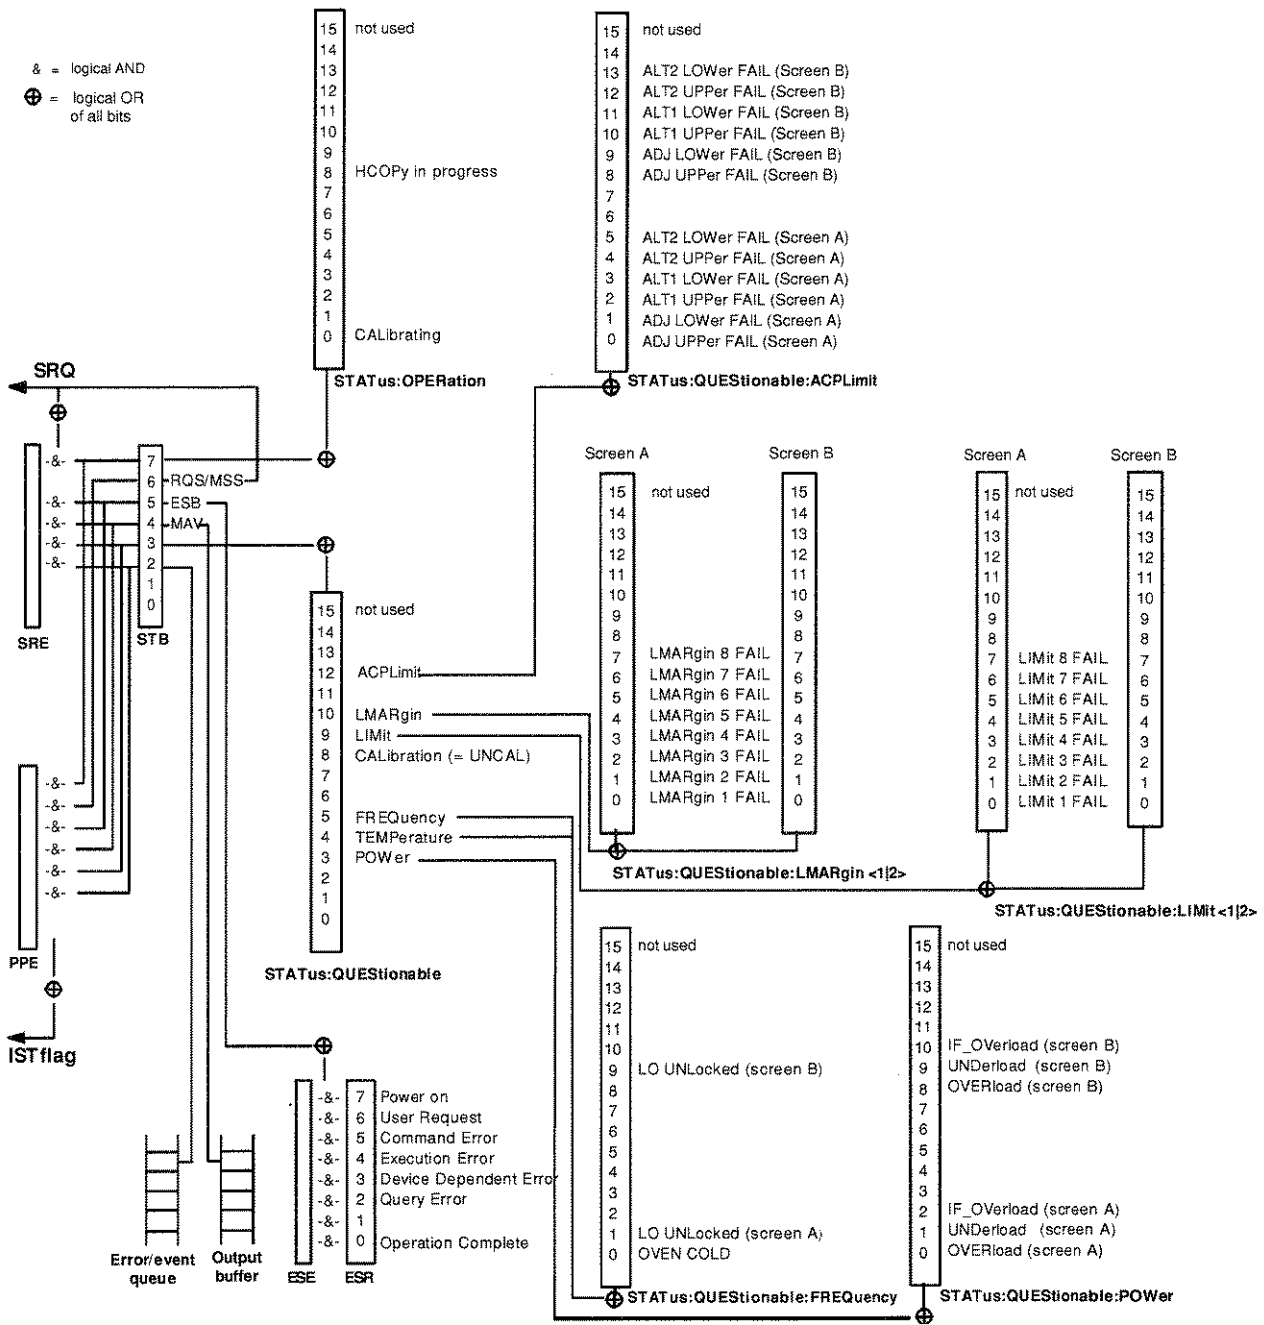 & = logical AND
⊕ = logical OR
of all bits
15 not used
14
13
12
11
10
9
8 HCOPy in progress
7
6
5
4
3
2
1
0 CALibrating
STATus:OPERation
15 not used
14
13 ALT2 LOWer FAIL (Screen B)
12 ALT2 UPPer FAIL (Screen B)
11 ALT1 LOWer FAIL (Screen B)
10 ALT1 UPPer FAIL (Screen B)
9 ADJ LOWer FAIL (Screen B)
8 ADJ UPPer FAIL (Screen B)
7
6
5 ALT2 LOWer FAIL (Screen A)
4 ALT2 UPPer FAIL (Screen A)
3 ALT1 LOWer FAIL (Screen A)
2 ALT1 UPPer FAIL (Screen A)
1 ADJ LOWer FAIL (Screen A)
0 ADJ UPPer FAIL (Screen A)
STATus:QUEStionable:ACPLimit
SRQ
-&-
-&-
-&-
-&-
-&-
SRE
7
6 RQS/MSS
5 ESB
4 MAV
3
2
1
0
STB
15 not used
14
13
12 ACPLimit
11
10 LMARgin
9 LIMit
8 CALibration (= UNCAL)
7
6
5 FREQuency
4 TEMPerature
3 POWer
2
1
0
STATus:QUEStionable
Screen A Screen B
15 not used 15
14 14
13 13
12 12
11 11
10 10
9 9
8 8
7 LMARgin 8 FAIL 7
6 LMARgin 7 FAIL 6
5 LMARgin 6 FAIL 5
4 LMARgin 5 FAIL 4
3 LMARgin 4 FAIL 3
2 LMARgin 3 FAIL 2
1 LMARgin 2 FAIL 1
0 LMARgin 1 FAIL 0
STATus:QUEStionable:LMARgin <1|2>
Screen A Screen B
15 not used 15
14 14
13 13
12 12
11 11
10 10
9 9
8 8
7 LIMit 8 FAIL 7
6 LIMit 7 FAIL 6
5 LIMit 6 FAIL 5
4 LIMit 5 FAIL 4
3 LIMit 4 FAIL 3
2 LIMit 3 FAIL 2
1 LIMit 2 FAIL 1
0 LIMit 1 FAIL 0
STATus:QUEStionable:LIMit <1|2>
-&-
-&-
-&-
-&-
-&-
-&-
PPE
IST flag
Error/event
queue
Output
buffer
-&- 7 Power on
-&- 6 User Request
-&- 5 Command Error
-&- 4 Execution Error
-&- 3 Device Dependent Error
-&- 2 Query Error
-&- 1
-&- 0 Operation Complete
ESE ESR
15 not used
14
13
12
11
10
9 LO UNLocked (screen B)
8
7
6
5
4
3
2
1 LO UNLocked (screen A)
0 OVEN COLD
STATus:QUEStionable:FREQuency
15 not used
14
13
12
11
10 IF_OVerload (screen B)
9 UNDerload (screen B)
8 OVERload (screen B)
7
6
5
4
3
2 IF_OVerload (screen A)
1 UNDerload (screen A)
0 OVERload (screen A)
STATus:QUEStionable:POWer